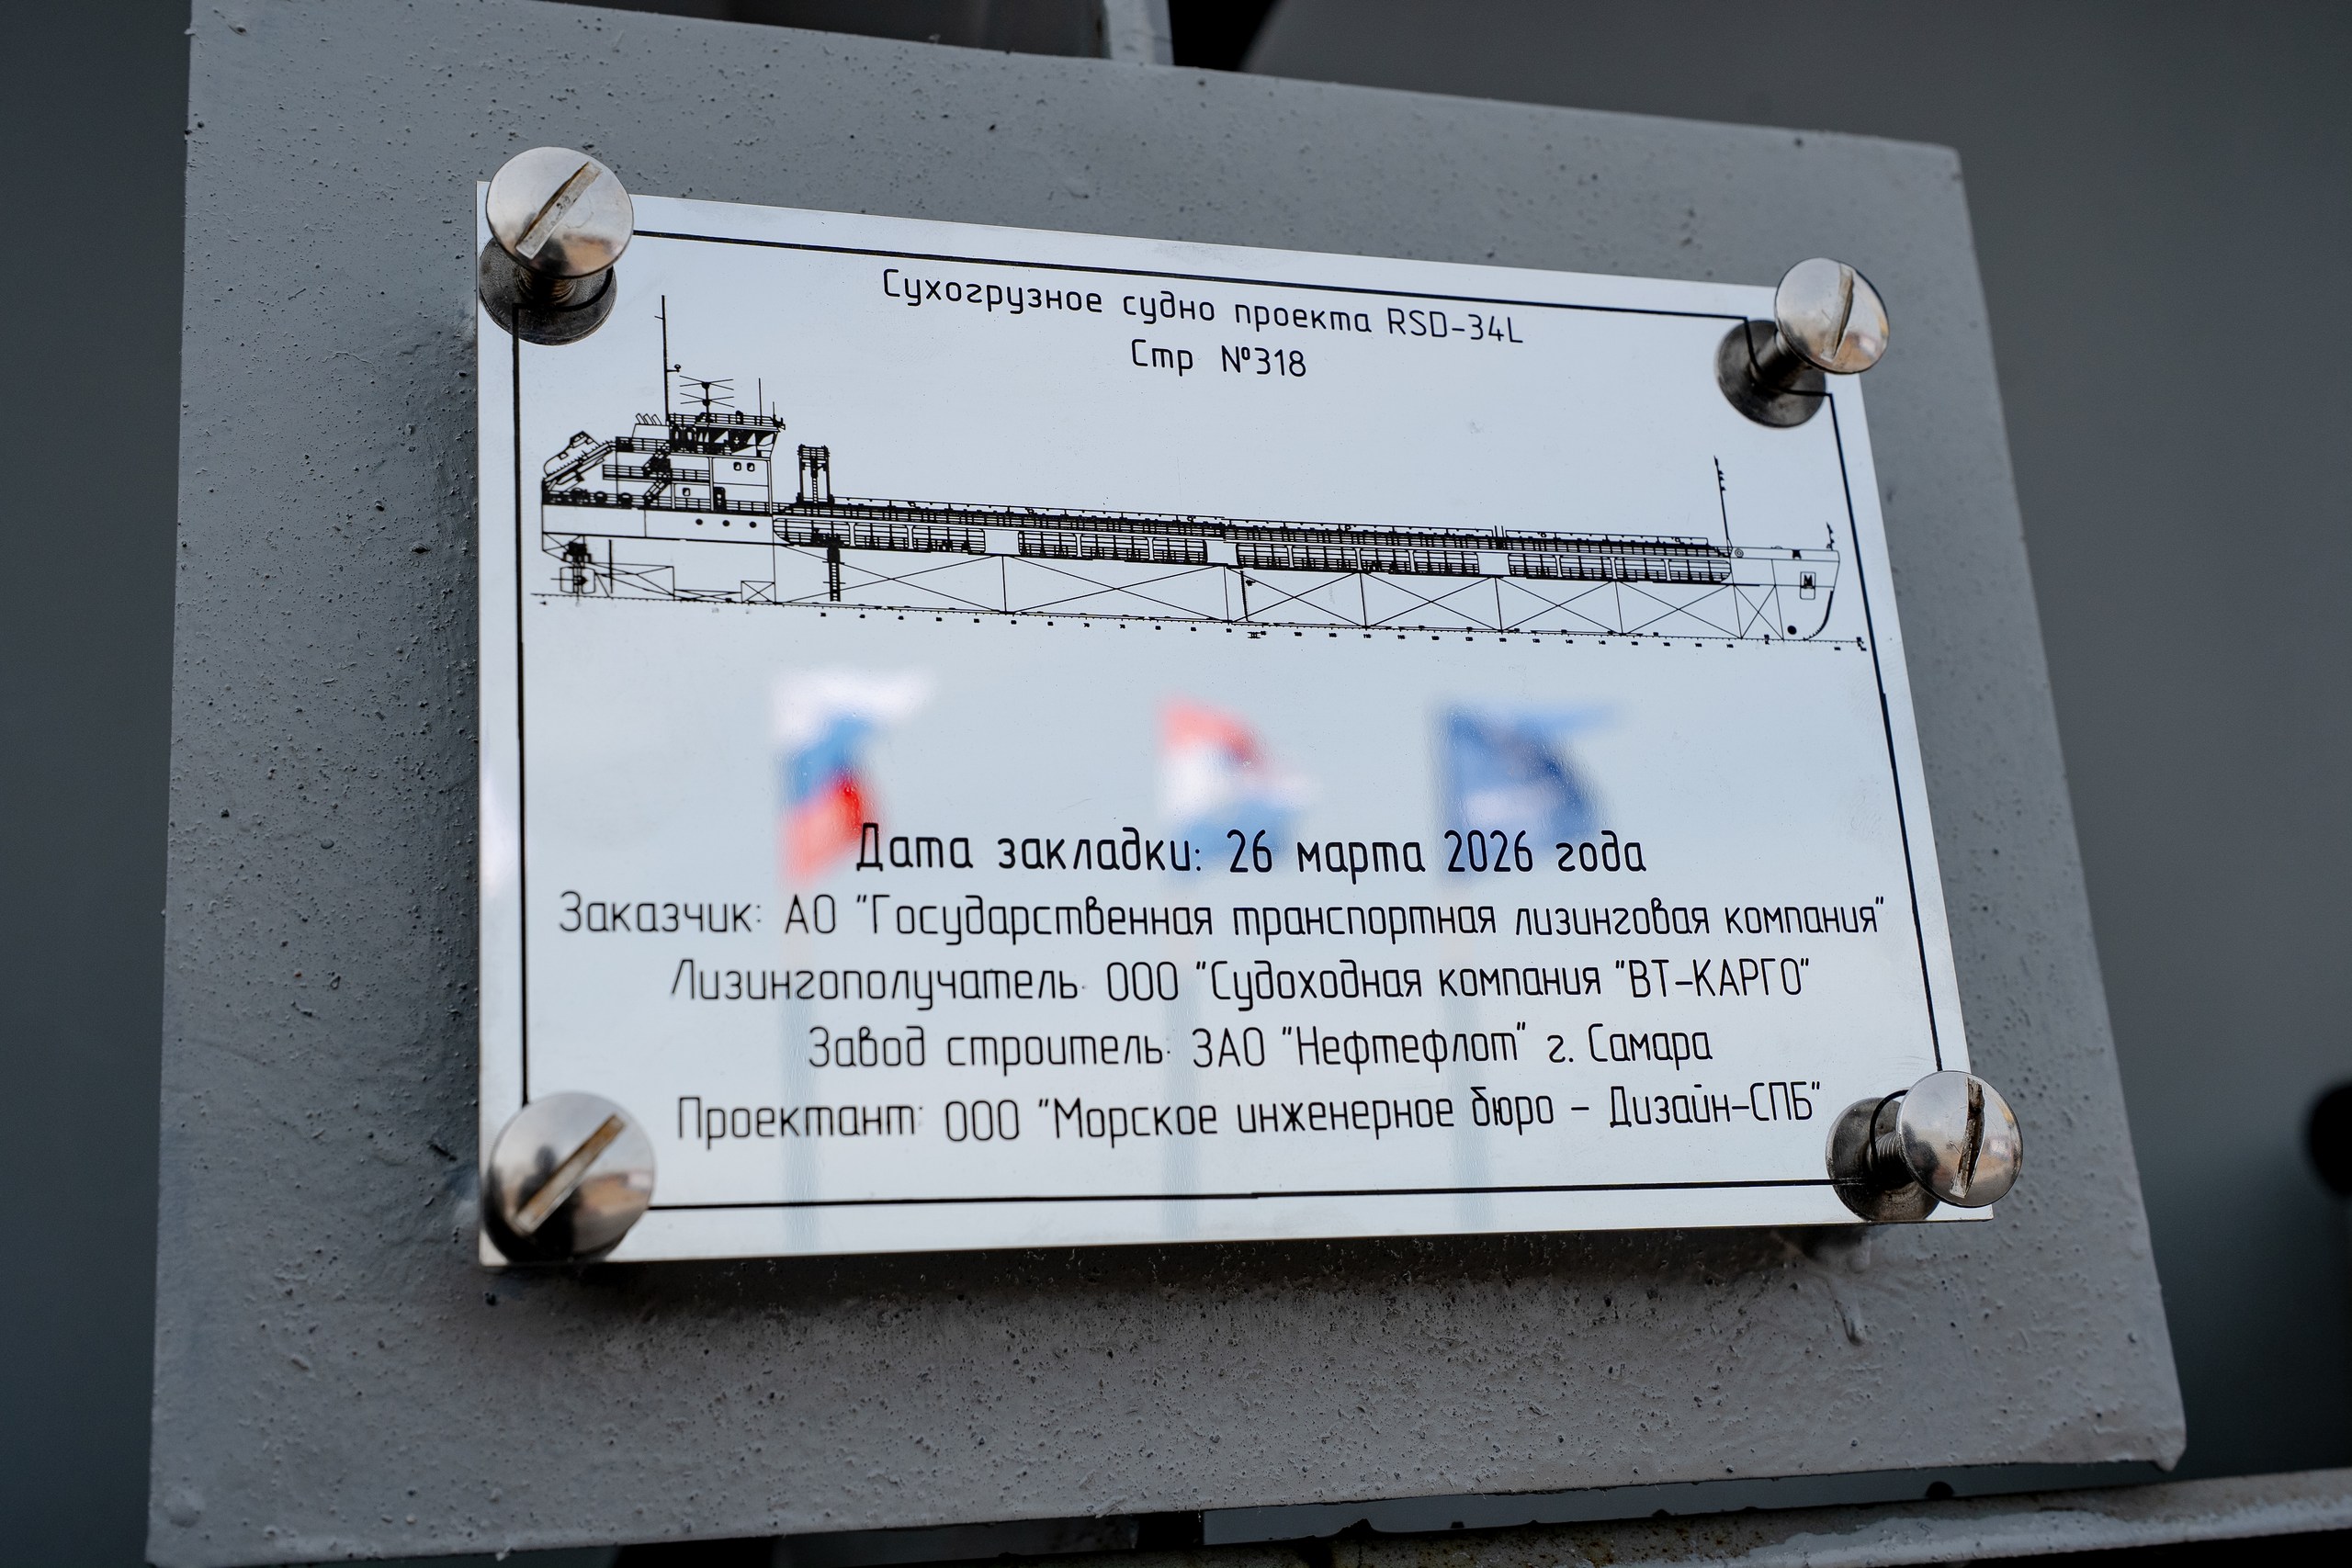 Сухогрузное судно проекта RSD-34L
Стр №318
Дата закладки: 26 марта 2026 года
Заказчик: АО "Государственная транспортная лизинговая компания"
Лизингополучатель: ООО "Судоходная компания "ВТ-КАРГО"
Завод строитель: ЗАО "Нефтефлот" г. Самара
Проектант: ООО "Морское инженерное бюро - Дизайн-СПБ"